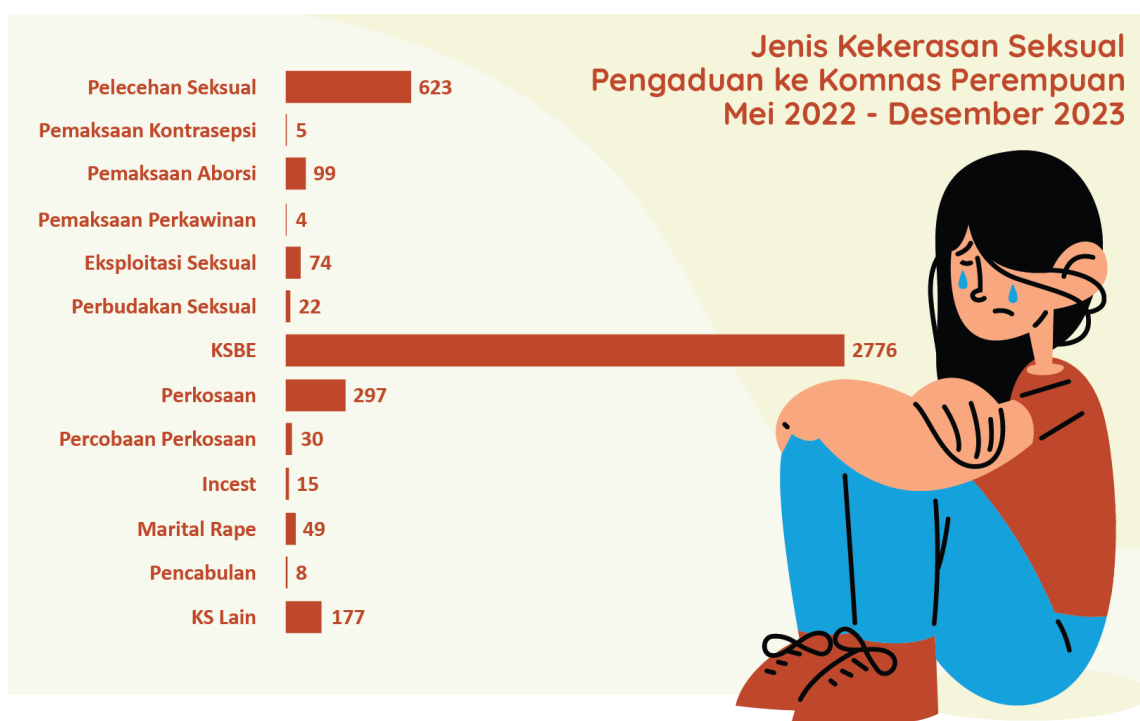 Jenis Kekerasan Seksual
Pengaduan ke Komnas Perempuan
Mei 2022 - Desember 2023
Pelecehan Seksual 623
Pemaksaan Kontrasepsi 5
Pemaksaan Aborsi 99
Pemaksaan Perkawinan 4
Eksploitasi Seksual 74
Perbudakan Seksual 22
KSBE 2776
Perkosaan 297
Percobaan Perkosaan 30
Incest 15
Marital Rape 49
Pencabulan 8
KS Lain 177